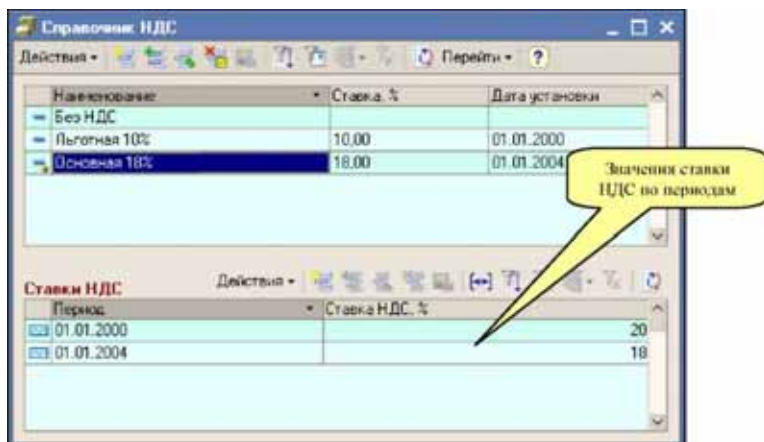 Справочник НДС
Действия Перейти ?
Наименование Ставка, % Дата установки
Без НДС
Льготная 10% 10,00 01.01.2000
Основная 18% 18,00 01.01.2004
Значения ставки
НДС по периодам
Ставки НДС Действия
Период Ставка НДС, %
01.01.2000 20
01.01.2004 18